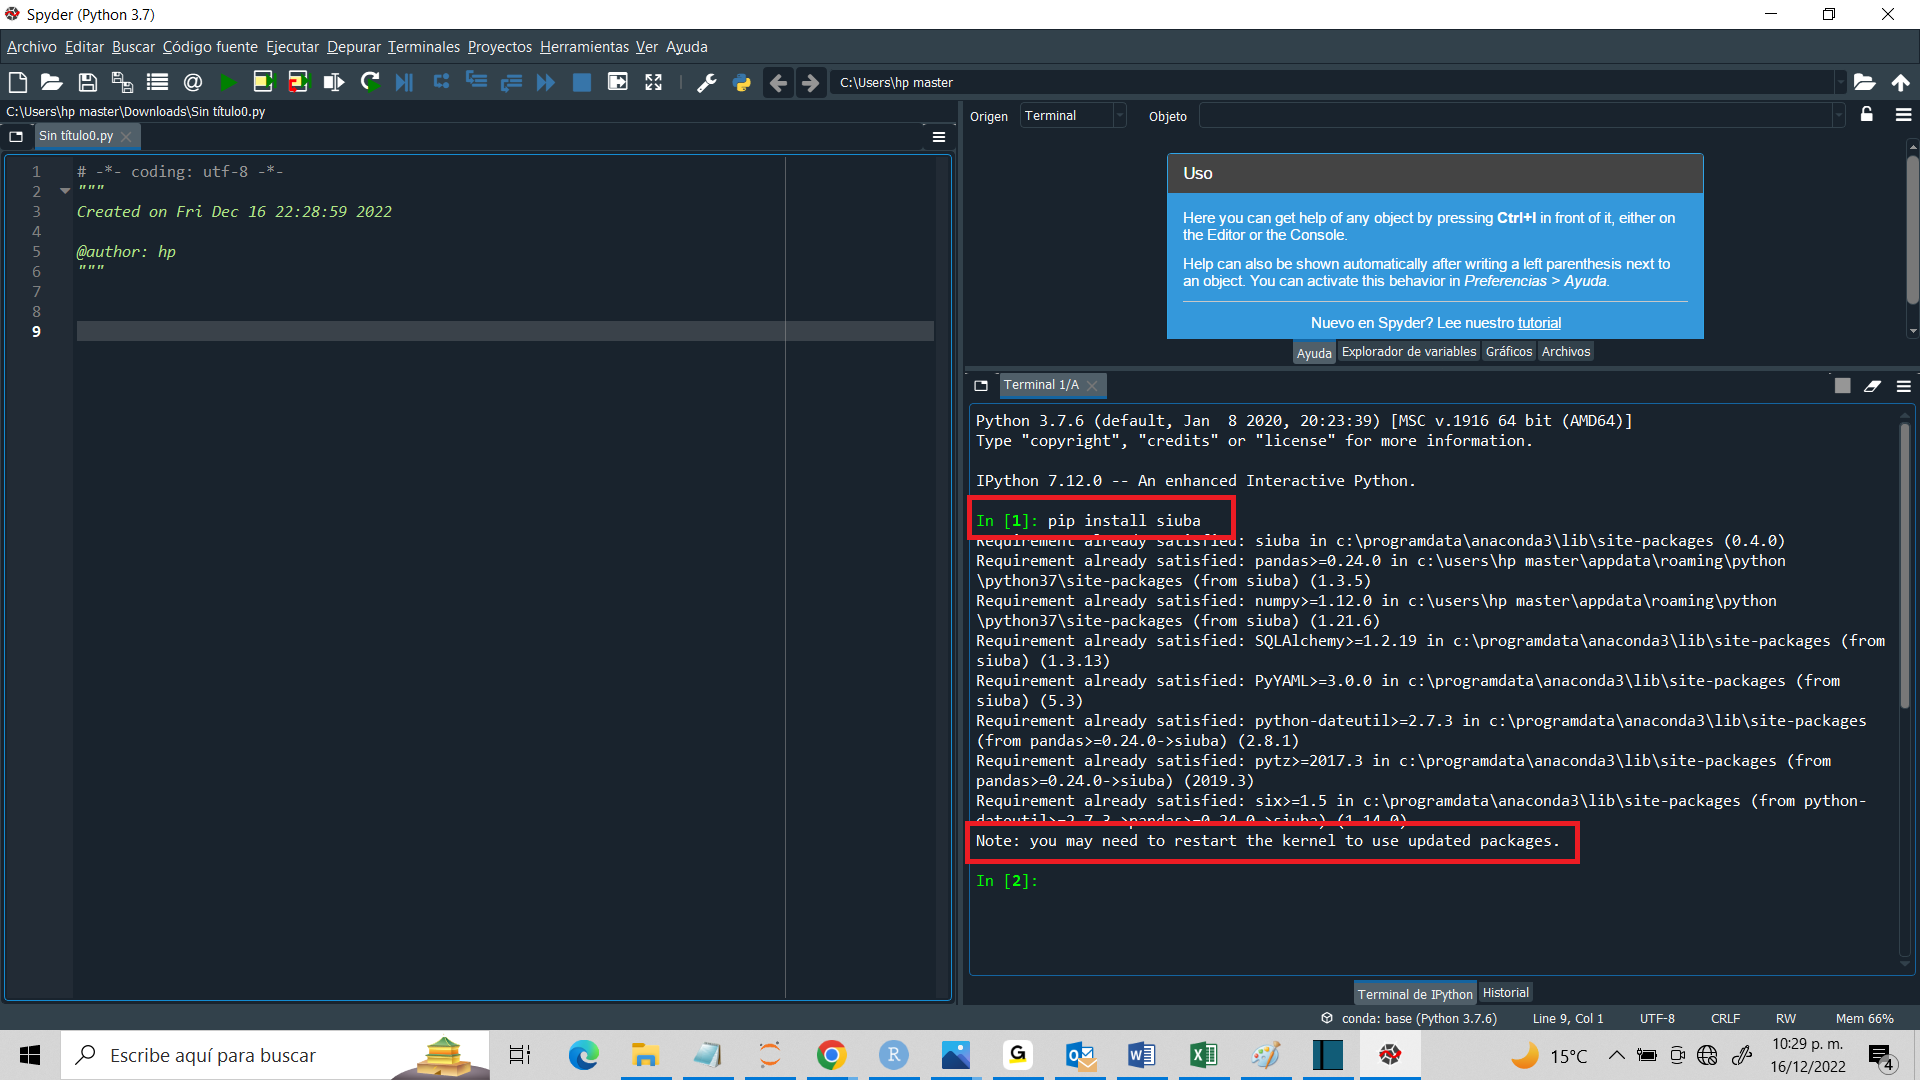 Spyder (Python 3.7)
Archivo Editar Buscar Código fuente Ejecutar Depurar Terminales Proyectos Herramientas Ver Ayuda
C:\Users\hp master
C:\Users\hp master\Downloads\Sin título0.py
Sin título0.py
1 # -*- coding: utf-8 -*-
2 """
3 Created on Fri Dec 16 22:28:59 2022
4
5 @author: hp
6 """
7
8
9
Origen Terminal Objeto
Uso
Here you can get help of any object by pressing Ctrl+I in front of it, either on
the Editor or the Console.
Help can also be shown automatically after writing a left parenthesis next to
an object. You can activate this behavior in Preferencias > Ayuda.
Nuevo en Spyder? Lee nuestro tutorial
Ayuda Explorador de variables Gráficos Archivos
Terminal 1/A
Python 3.7.6 (default, Jan  8 2020, 20:23:39) [MSC v.1916 64 bit (AMD64)]
Type "copyright", "credits" or "license" for more information.
IPython 7.12.0 -- An enhanced Interactive Python.
In [1]: pip install siuba
Requirement already satisfied: siuba in c:\programdata\anaconda3\lib\site-packages (0.4.0)
Requirement already satisfied: pandas>=0.24.0 in c:\users\hp master\appdata\roaming\python
\python37\site-packages (from siuba) (1.3.5)
Requirement already satisfied: numpy>=1.12.0 in c:\users\hp master\appdata\roaming\python
\python37\site-packages (from siuba) (1.21.6)
Requirement already satisfied: SQLAlchemy>=1.2.19 in c:\programdata\anaconda3\lib\site-packages (from
siuba) (1.3.13)
Requirement already satisfied: PyYAML>=3.0.0 in c:\programdata\anaconda3\lib\site-packages (from
siuba) (5.3)
Requirement already satisfied: python-dateutil>=2.7.3 in c:\programdata\anaconda3\lib\site-packages
(from pandas>=0.24.0->siuba) (2.8.1)
Requirement already satisfied: pytz>=2017.3 in c:\programdata\anaconda3\lib\site-packages (from
pandas>=0.24.0->siuba) (2019.3)
Requirement already satisfied: six>=1.5 in c:\programdata\anaconda3\lib\site-packages (from python-
dateutil>=2.7.3->pandas>=0.24.0->siuba) (1.14.0)
Note: you may need to restart the kernel to use updated packages.
In [2]:
Terminal de IPython Historial
conda: base (Python 3.7.6) Line 9, Col 1 UTF-8 CRLF RW Mem 66%
Escribe aquí para buscar
15°C
10:29 p. m.
16/12/2022
4